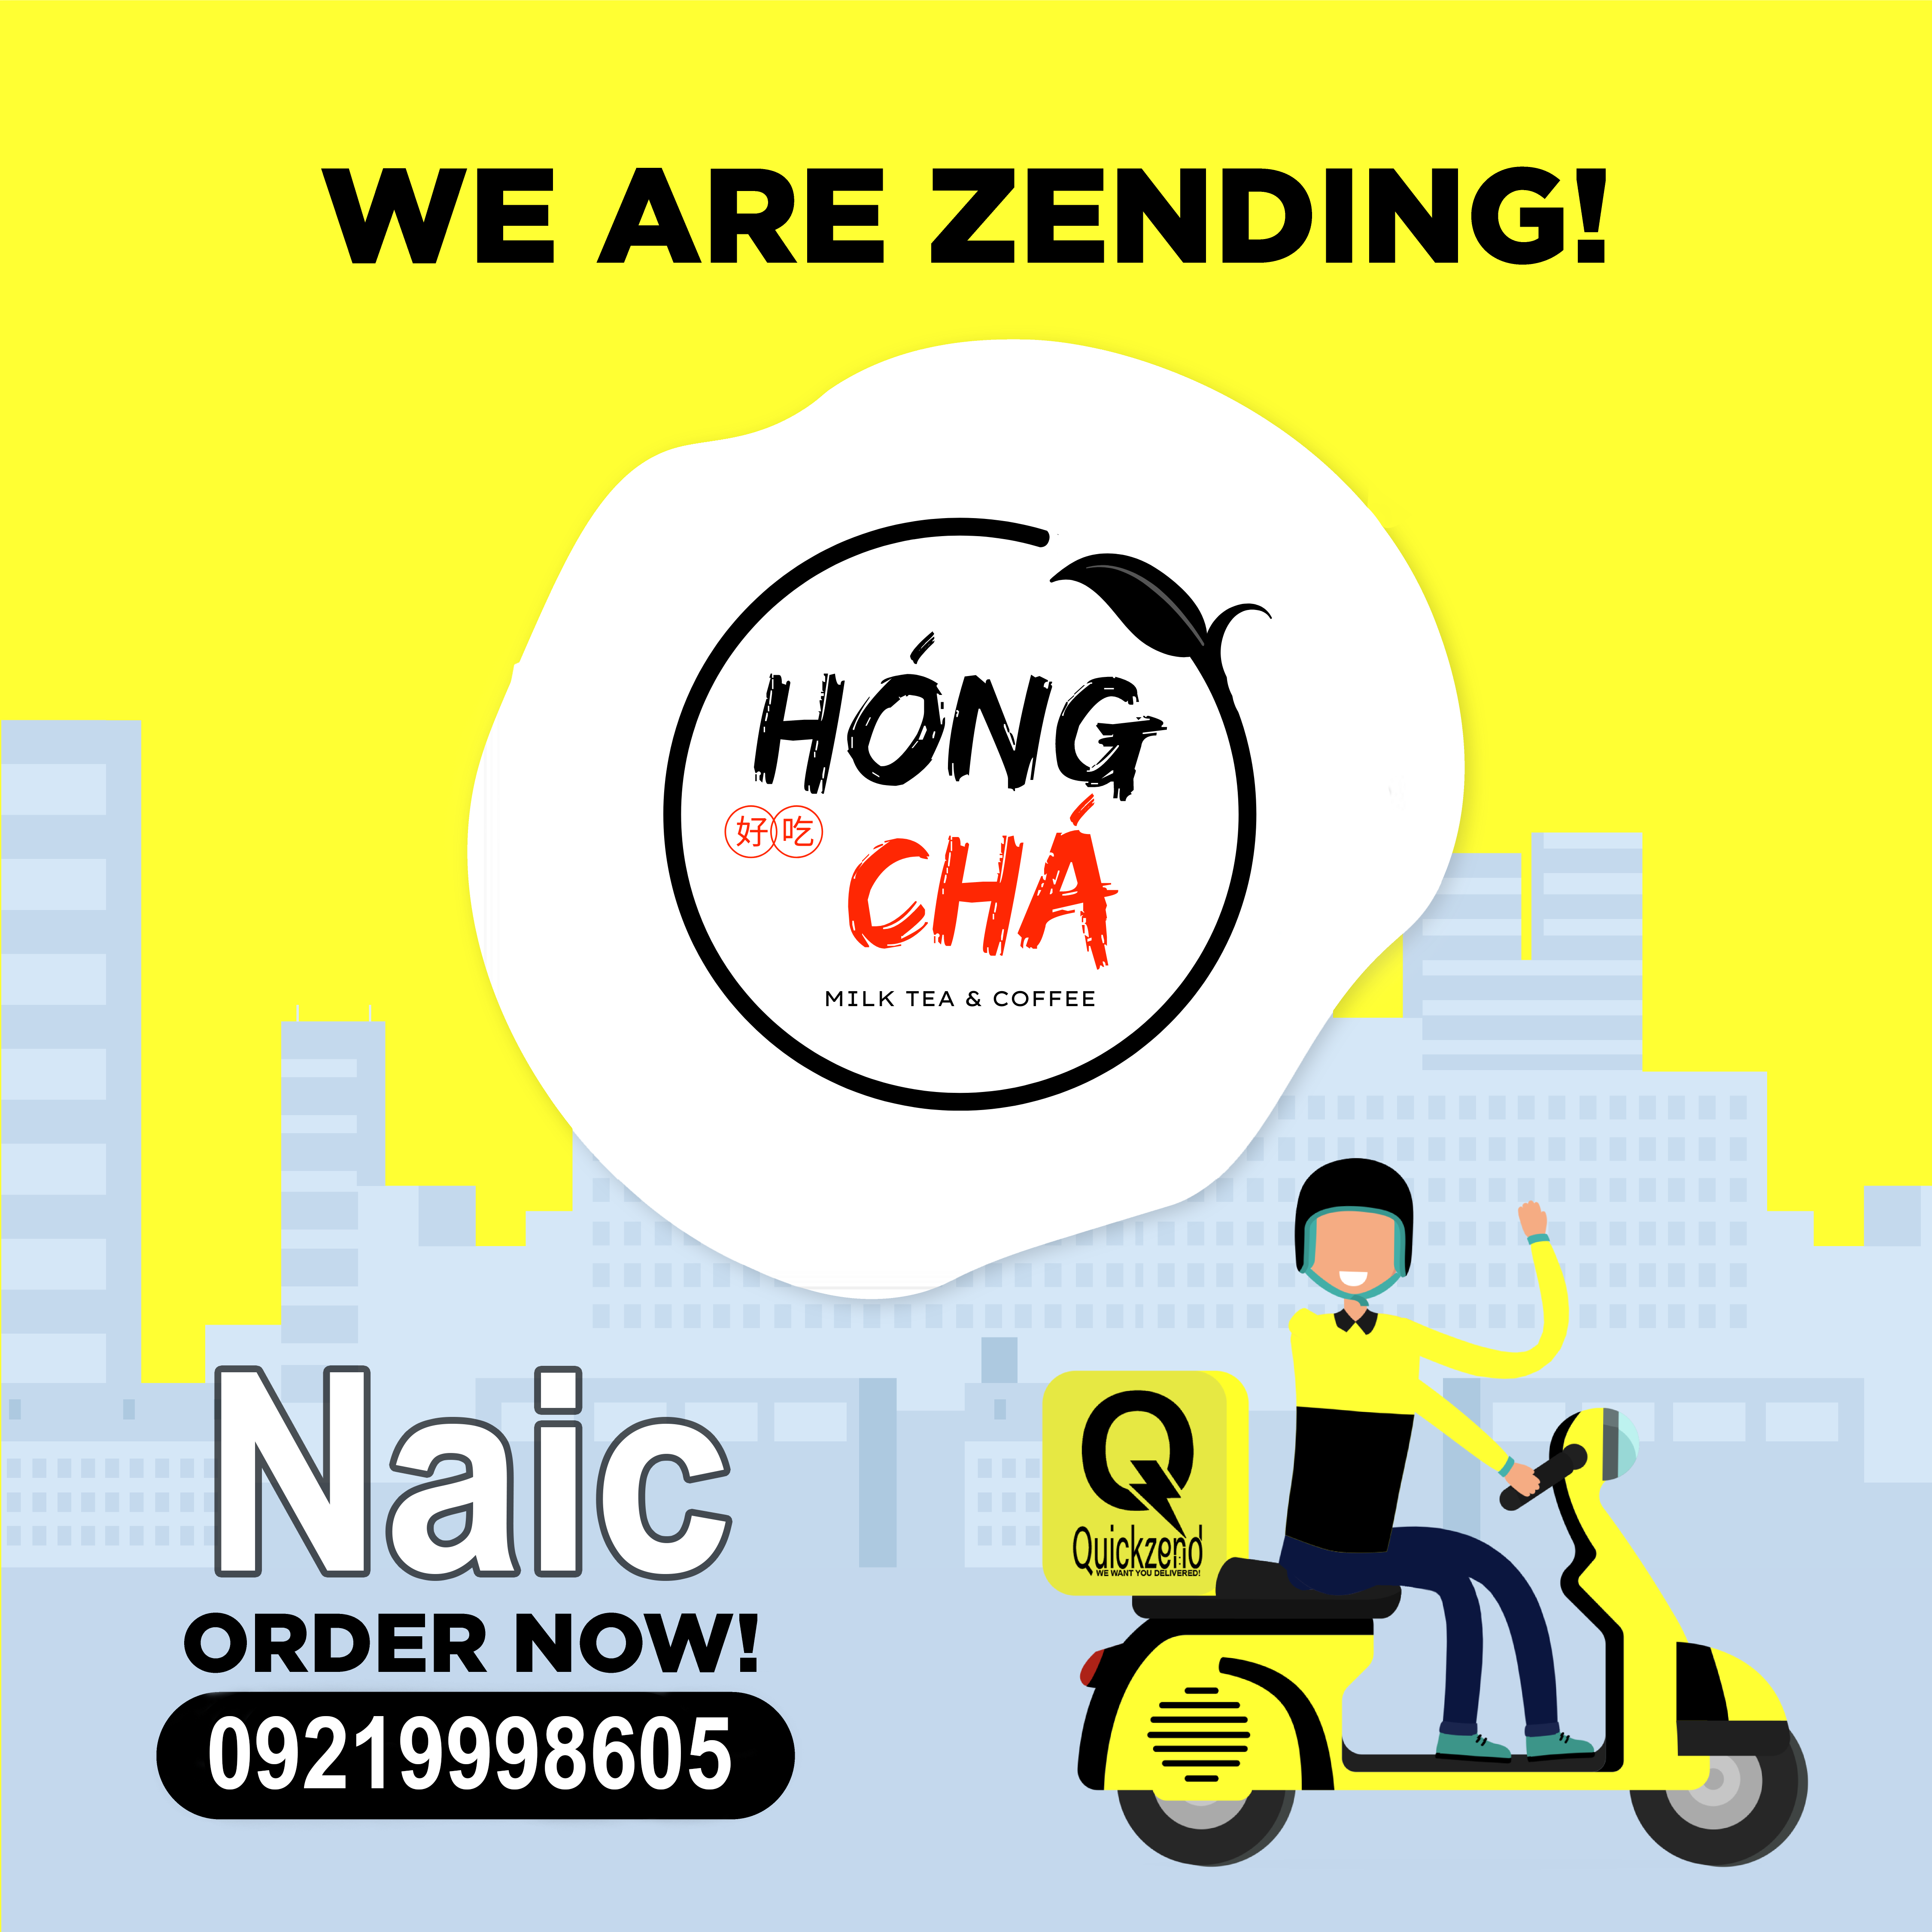 WE ARE ZENDING!
HÓNG
好吃
CHÁ
MILK TEA & COFFEE
Naic
ORDER NOW!
09219998605
Q
Quickzend
WE WANT YOU DELIVERED!